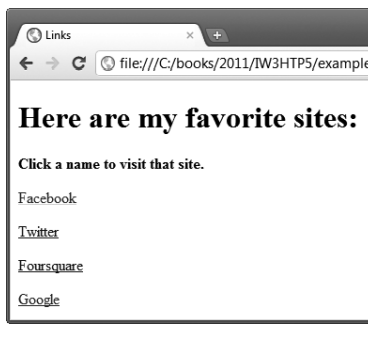 Links
file:///C:/books/2011/IW3HTP5/example
Here are my favorite sites:
Click a name to visit that site.
Facebook
Twitter
Foursquare
Google